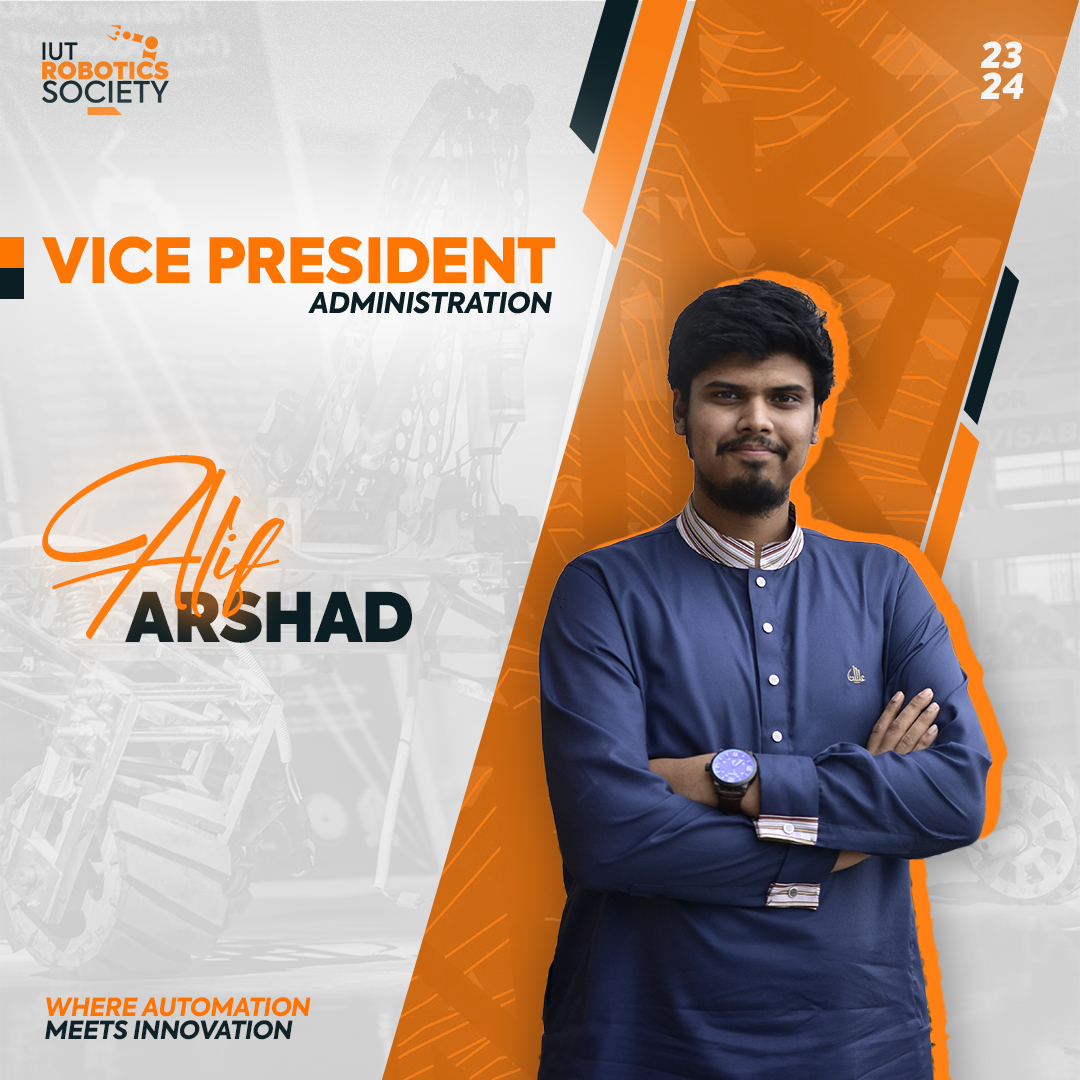 IUT
ROBOTICS
SOCIETY
23
24
VICE PRESIDENT
ADMINISTRATION
Alif
ARSHAD
WHERE AUTOMATION
MEETS INNOVATION